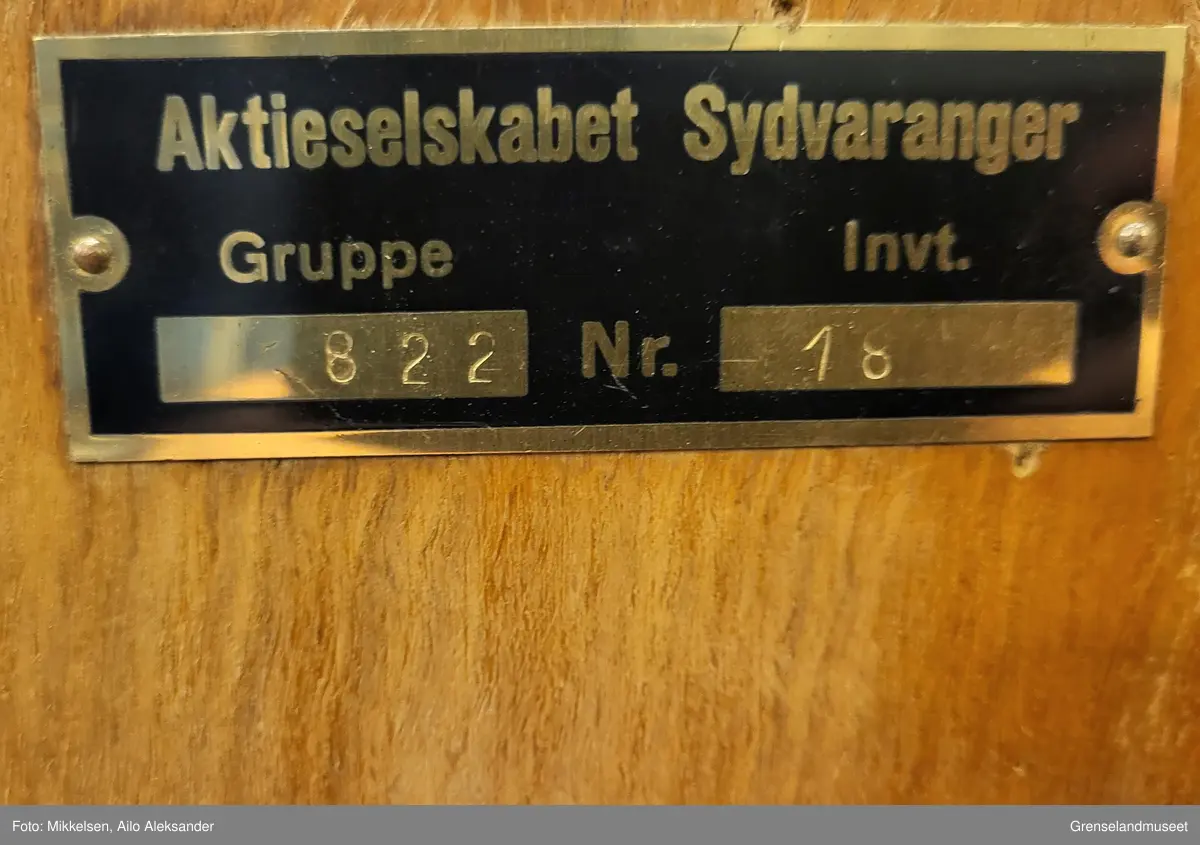 Aktieselskabet Sydvaranger
Gruppe Invt.
822 Nr. 18
Foto: Mikkelsen, Ailo Aleksander Grenselandmuseet